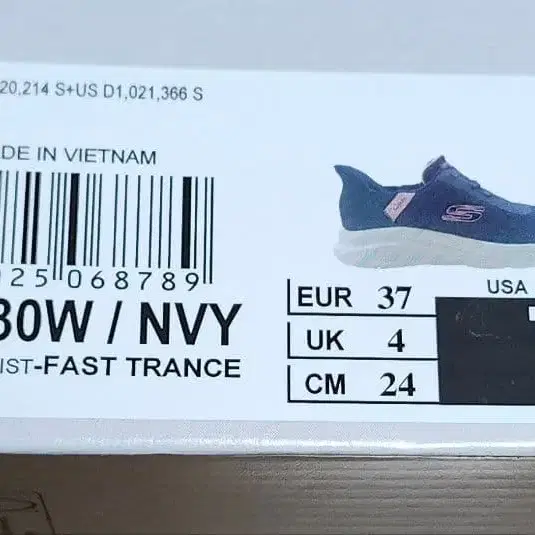 20,214 S+US D1,021,366 S
DE IN VIETNAM
25 068789
30W / NVY
IST-FAST TRANCE
EUR 37
UK 4
CM 24
USA